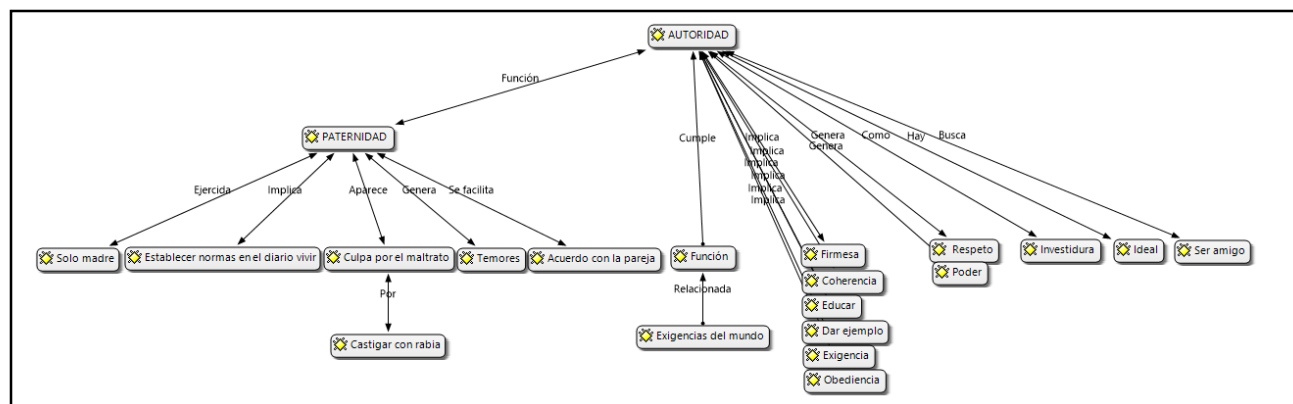 AUTORIDAD
Función
PATERNIDAD
Cumple
Implica
Genera
Como
Hay
Busca
Genera
Implica
Implica
Implica
Implica
Implica
Ejercida
Implica
Aparece
Genera
Se facilita
Solo madre
Establecer normas en el diario vivir
Culpa por el maltrato
Temores
Acuerdo con la pareja
Función
Firmesa
Respeto
Investidura
Ideal
Ser amigo
Poder
Coherencia
Por
Relacionada
Educar
Dar ejemplo
Castigar con rabia
Exigencias del mundo
Exigencia
Obediencia